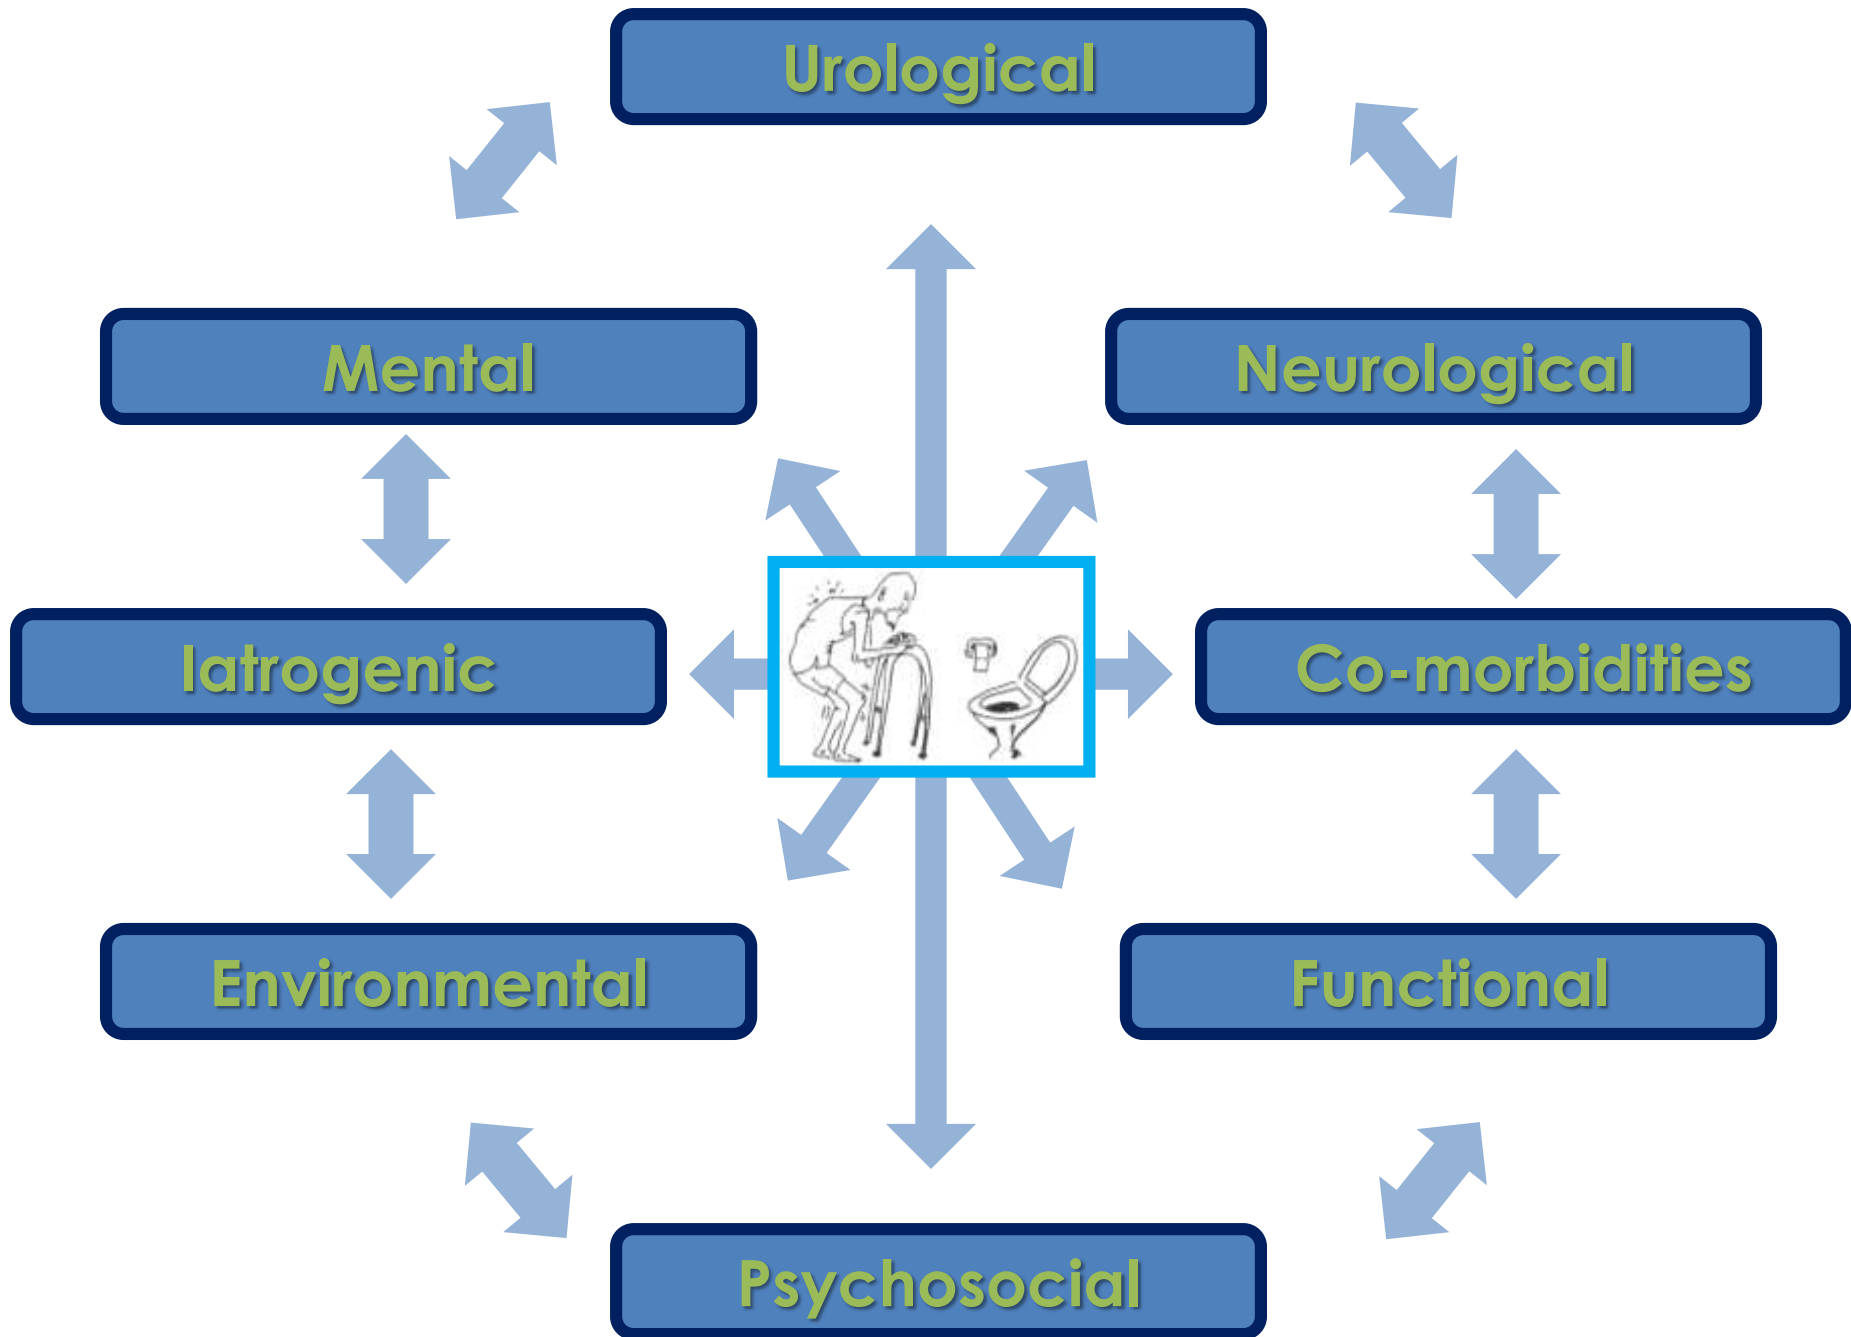 Urological
Mental
Neurological
Iatrogenic
Co-morbidities
Environmental
Functional
Psychosocial